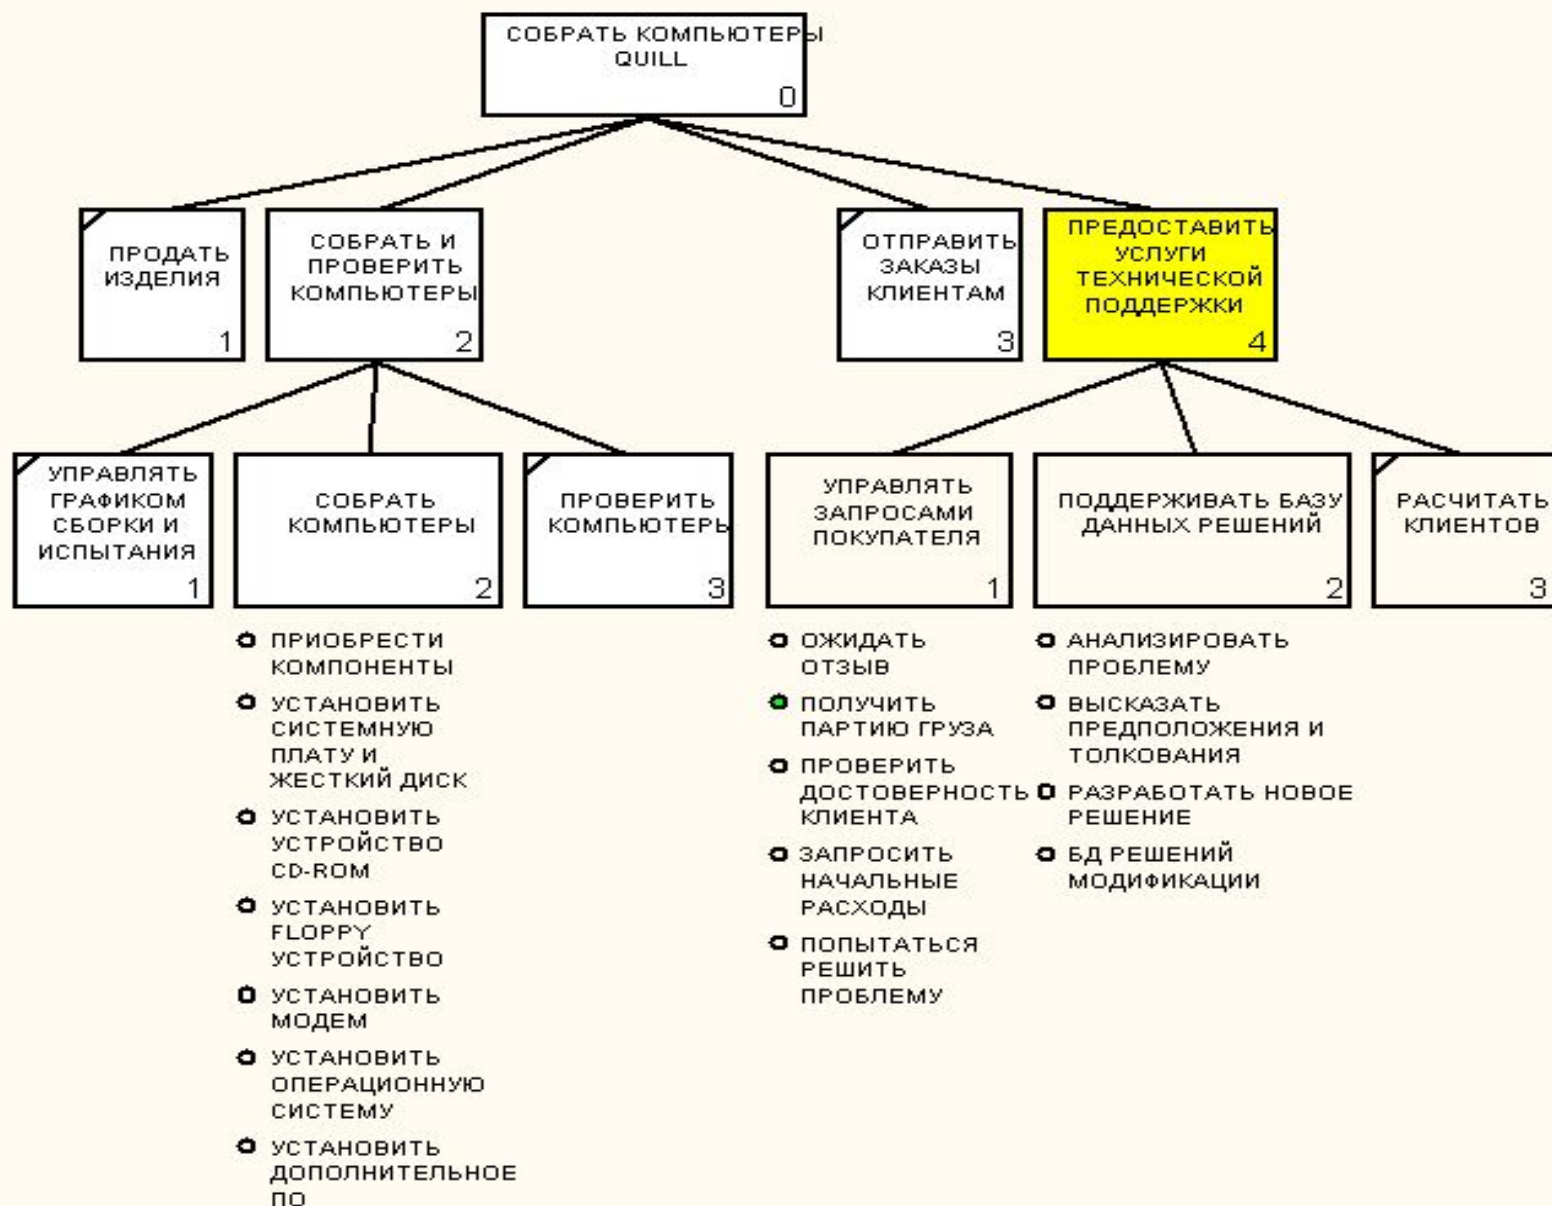 СОБРАТЬ КОМПЬЮТЕРЫ
QUILL
0
ПРОДАТЬ
ИЗДЕЛИЯ
1
СОБРАТЬ И
ПРОВЕРИТЬ
КОМПЬЮТЕРЫ
2
ОТПРАВИТЬ
ЗАКАЗЫ
КЛИЕНТАМ
3
ПРЕДОСТАВИТЬ
УСЛУГИ
ТЕХНИЧЕСКОЙ
ПОДДЕРЖКИ
4
УПРАВЛЯТЬ
ГРАФИКОМ
СБОРКИ И
ИСПЫТАНИЯ
1
СОБРАТЬ
КОМПЬЮТЕРЫ
2
ПРОВЕРИТЬ
КОМПЬЮТЕРЫ
3
УПРАВЛЯТЬ
ЗАПРОСАМИ
ПОКУПАТЕЛЯ
1
ПОДДЕРЖИВАТЬ БАЗУ
ДАННЫХ РЕШЕНИЙ
2
РАСЧИТАТЬ
КЛИЕНТОВ
3
ПРИОБРЕСТИ
КОМПОНЕНТЫ
УСТАНОВИТЬ
СИСТЕМНУЮ
ПЛАТУ И
ЖЕСТКИЙ ДИСК
УСТАНОВИТЬ
УСТРОЙСТВО
CD-ROM
УСТАНОВИТЬ
FLOPPY
УСТРОЙСТВО
УСТАНОВИТЬ
МОДЕМ
УСТАНОВИТЬ
ОПЕРАЦИОННУЮ
СИСТЕМУ
УСТАНОВИТЬ
ДОПОЛНИТЕЛЬНОЕ
ПО
ОЖИДАТЬ
ОТЗЫВ
ПОЛУЧИТЬ
ПАРТИЮ ГРУЗА
ПРОВЕРИТЬ
ДОСТОВЕРНОСТЬ
КЛИЕНТА
ЗАПРОСИТЬ
НАЧАЛЬНЫЕ
РАСХОДЫ
ПОПЫТАТЬСЯ
РЕШИТЬ
ПРОБЛЕМУ
АНАЛИЗИРОВАТЬ
ПРОБЛЕМУ
ВЫСКАЗАТЬ
ПРЕДПОЛОЖЕНИЯ И
ТОЛКОВАНИЯ
РАЗРАБОТАТЬ НОВОЕ
РЕШЕНИЕ
БД РЕШЕНИЙ
МОДИФИКАЦИИ